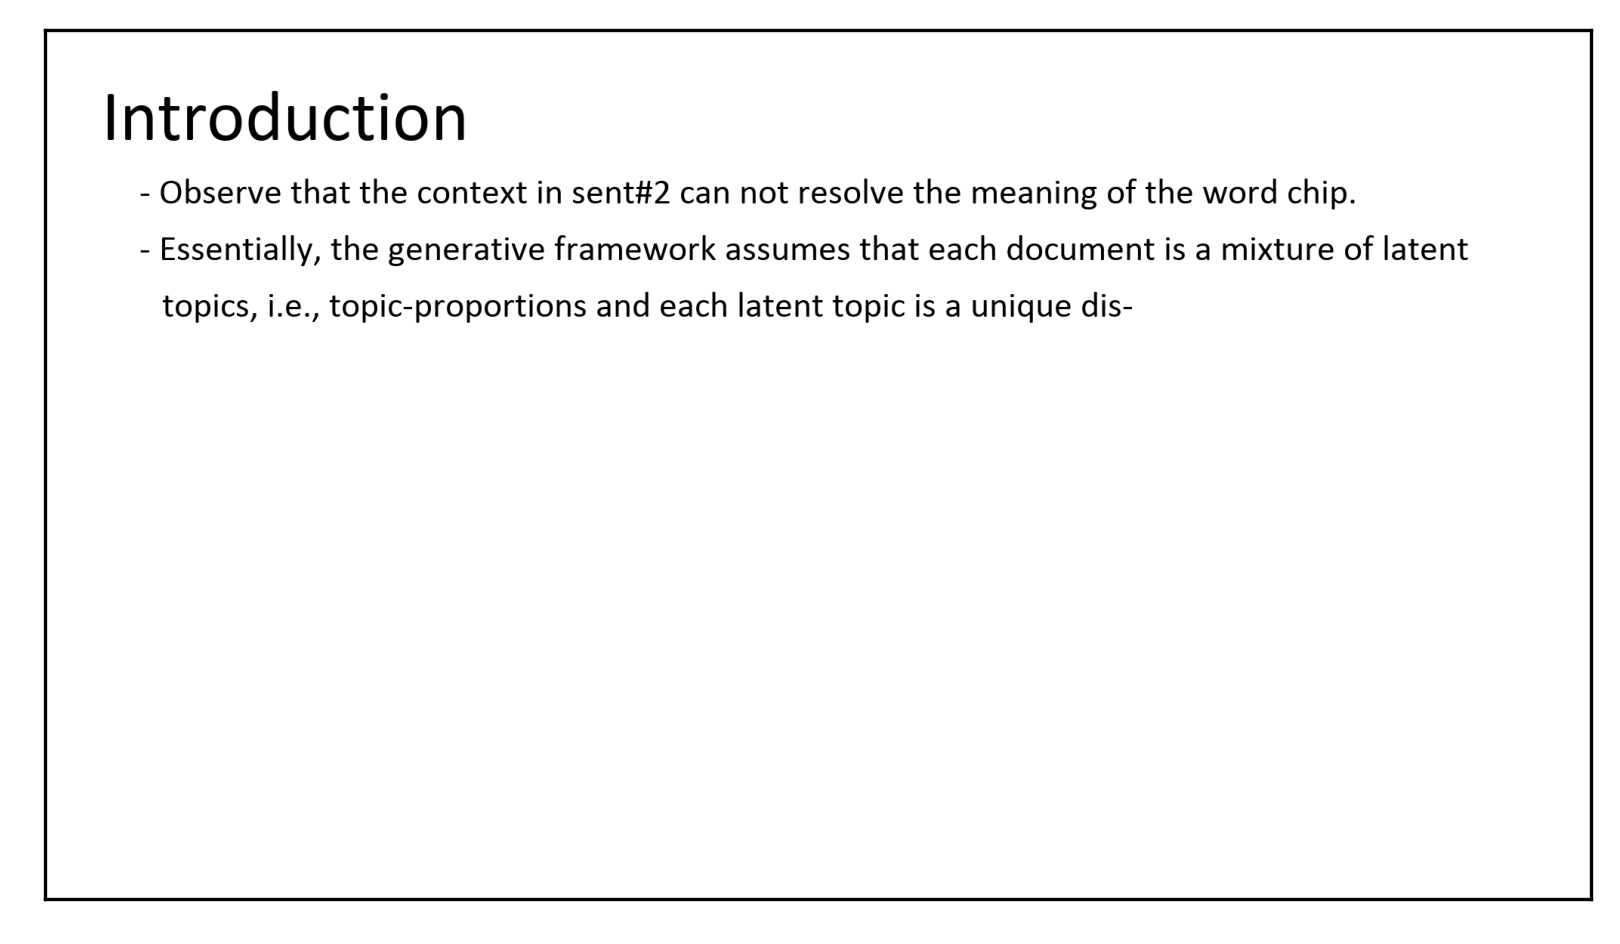 Introduction
- Observe that the context in sent#2 can not resolve the meaning of the word chip.
- Essentially, the generative framework assumes that each document is a mixture of latent
topics, i.e., topic-proportions and each latent topic is a unique dis-